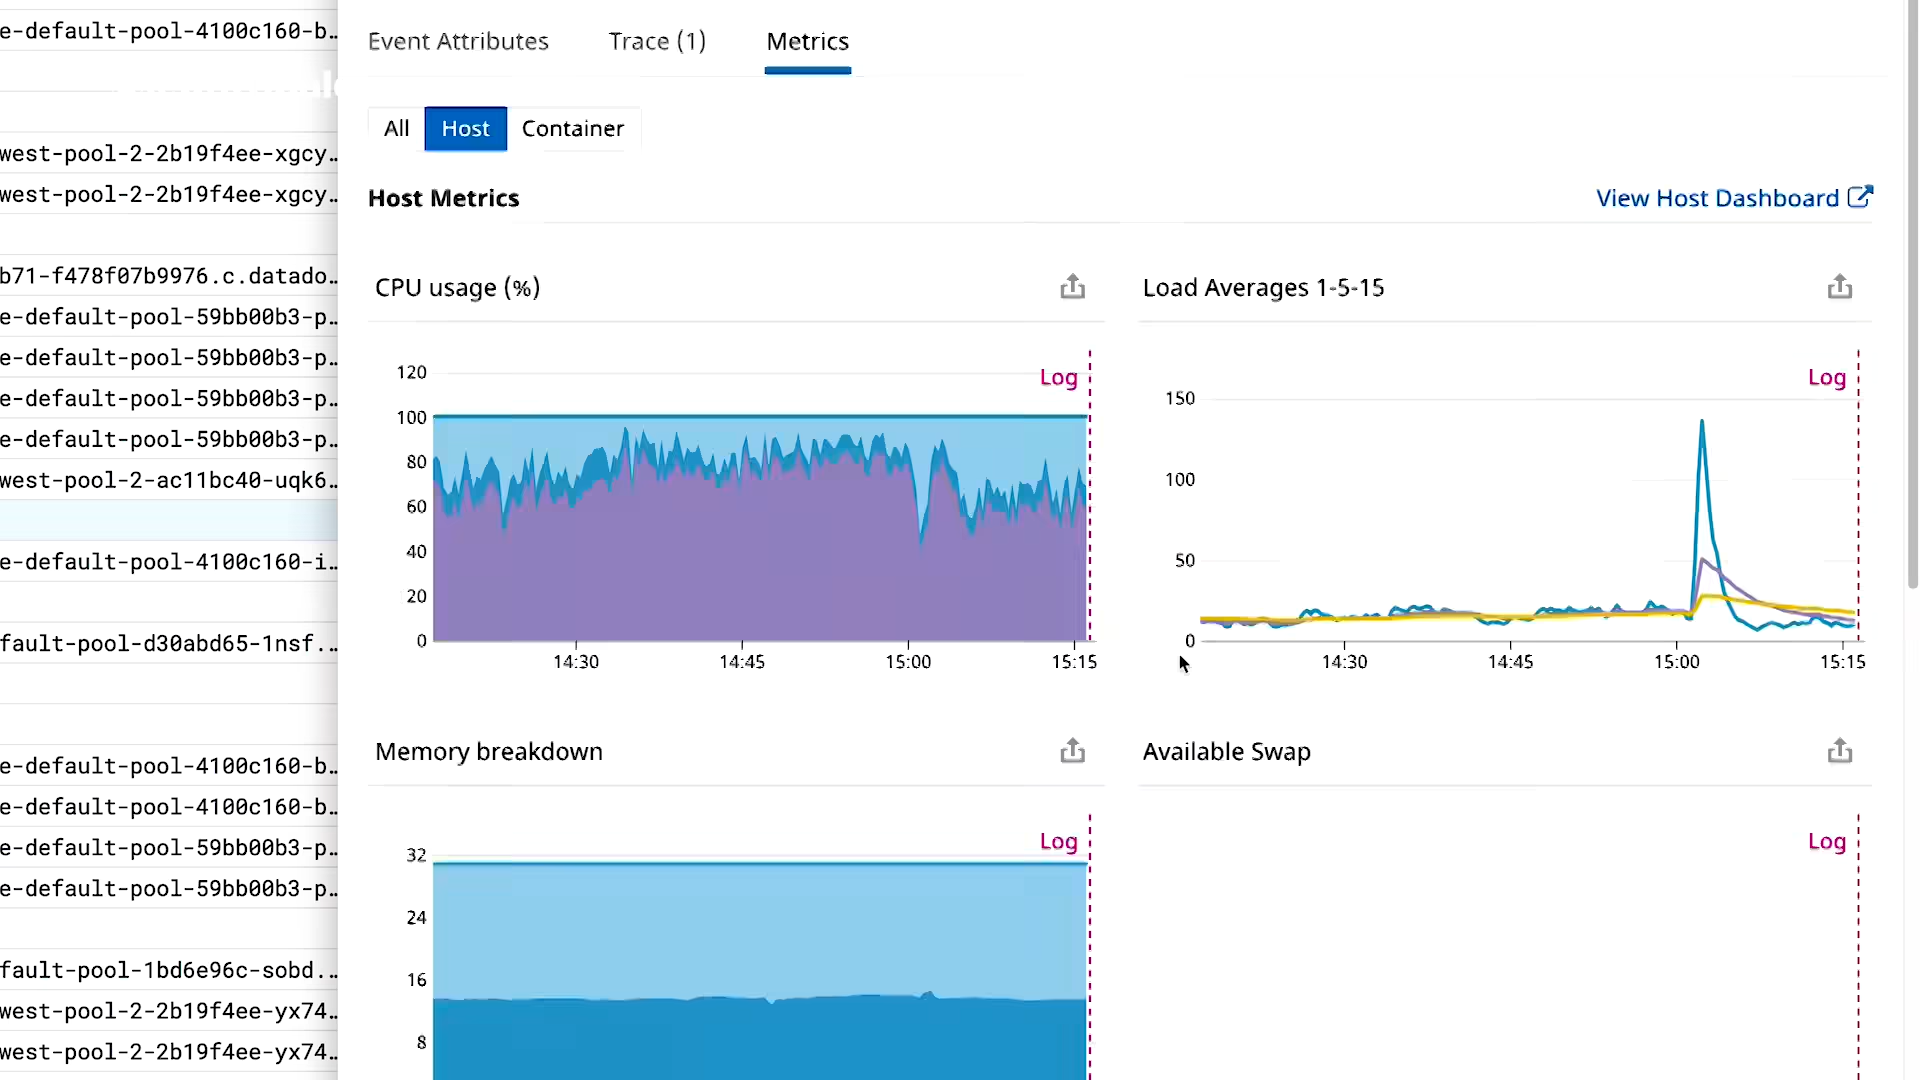 e-default-pool-4100c160-b…
west-pool-2-2b19f4ee-xgcy…
west-pool-2-2b19f4ee-xgcy…
b71-f478f07b9976.c.datado…
e-default-pool-59bb00b3-p…
e-default-pool-59bb00b3-p…
e-default-pool-59bb00b3-p…
e-default-pool-59bb00b3-p…
west-pool-2-ac11bc40-uqk6…
e-default-pool-4100c160-i…
fault-pool-d30abd65-1nsf.…
e-default-pool-4100c160-b…
e-default-pool-4100c160-b…
e-default-pool-59bb00b3-p…
e-default-pool-59bb00b3-p…
fault-pool-1bd6e96c-sobd.…
west-pool-2-2b19f4ee-yx74…
west-pool-2-2b19f4ee-yx74…
Event Attributes Trace (1) Metrics
All Host Container
Host Metrics View Host Dashboard
CPU usage (%)
120
100
80
60
40
20
0
Log
14:30 14:45 15:00 15:15
Load Averages 1-5-15
150
100
50
0
Log
14:30 14:45 15:00 15:15
Memory breakdown
32
24
16
8
Log
Available Swap
Log